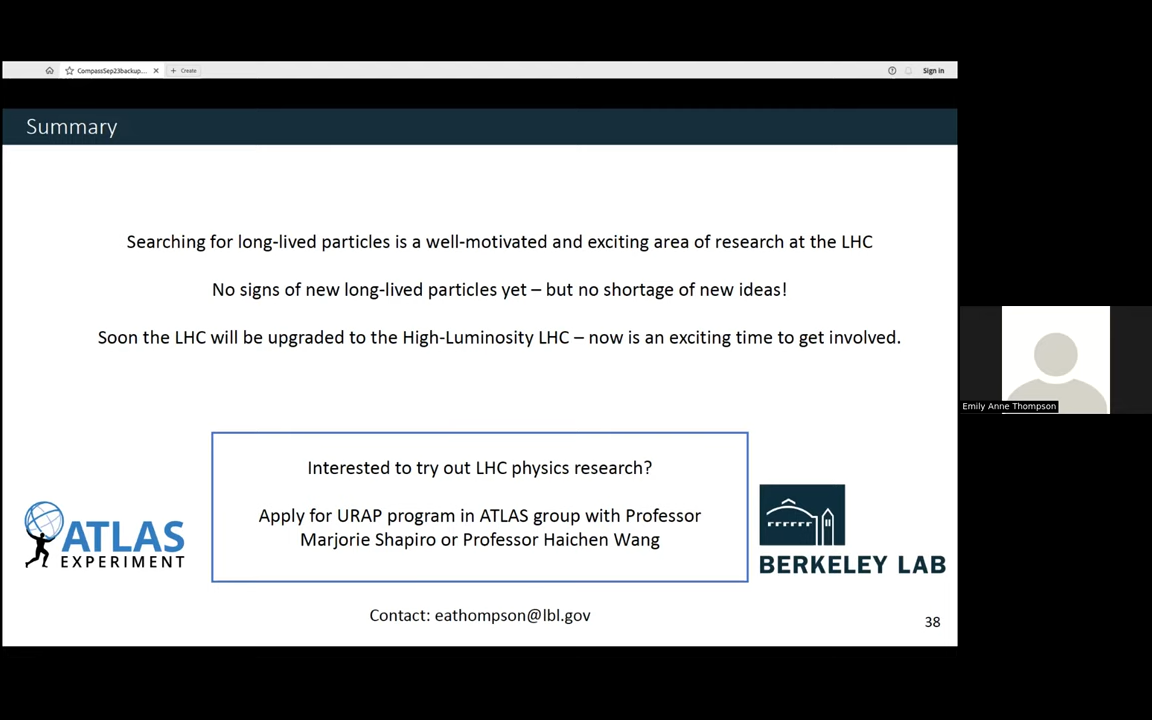 CompassSep23backup...
Create
Sign in
Summary
Searching for long-lived particles is a well-motivated and exciting area of research at the LHC
No signs of new long-lived particles yet – but no shortage of new ideas!
Soon the LHC will be upgraded to the High-Luminosity LHC – now is an exciting time to get involved.
Emily Anne Thompson
Interested to try out LHC physics research?
Apply for URAP program in ATLAS group with Professor
Marjorie Shapiro or Professor Haichen Wang
ATLAS
EXPERIMENT
BERKELEY LAB
Contact: eathompson@lbl.gov
38